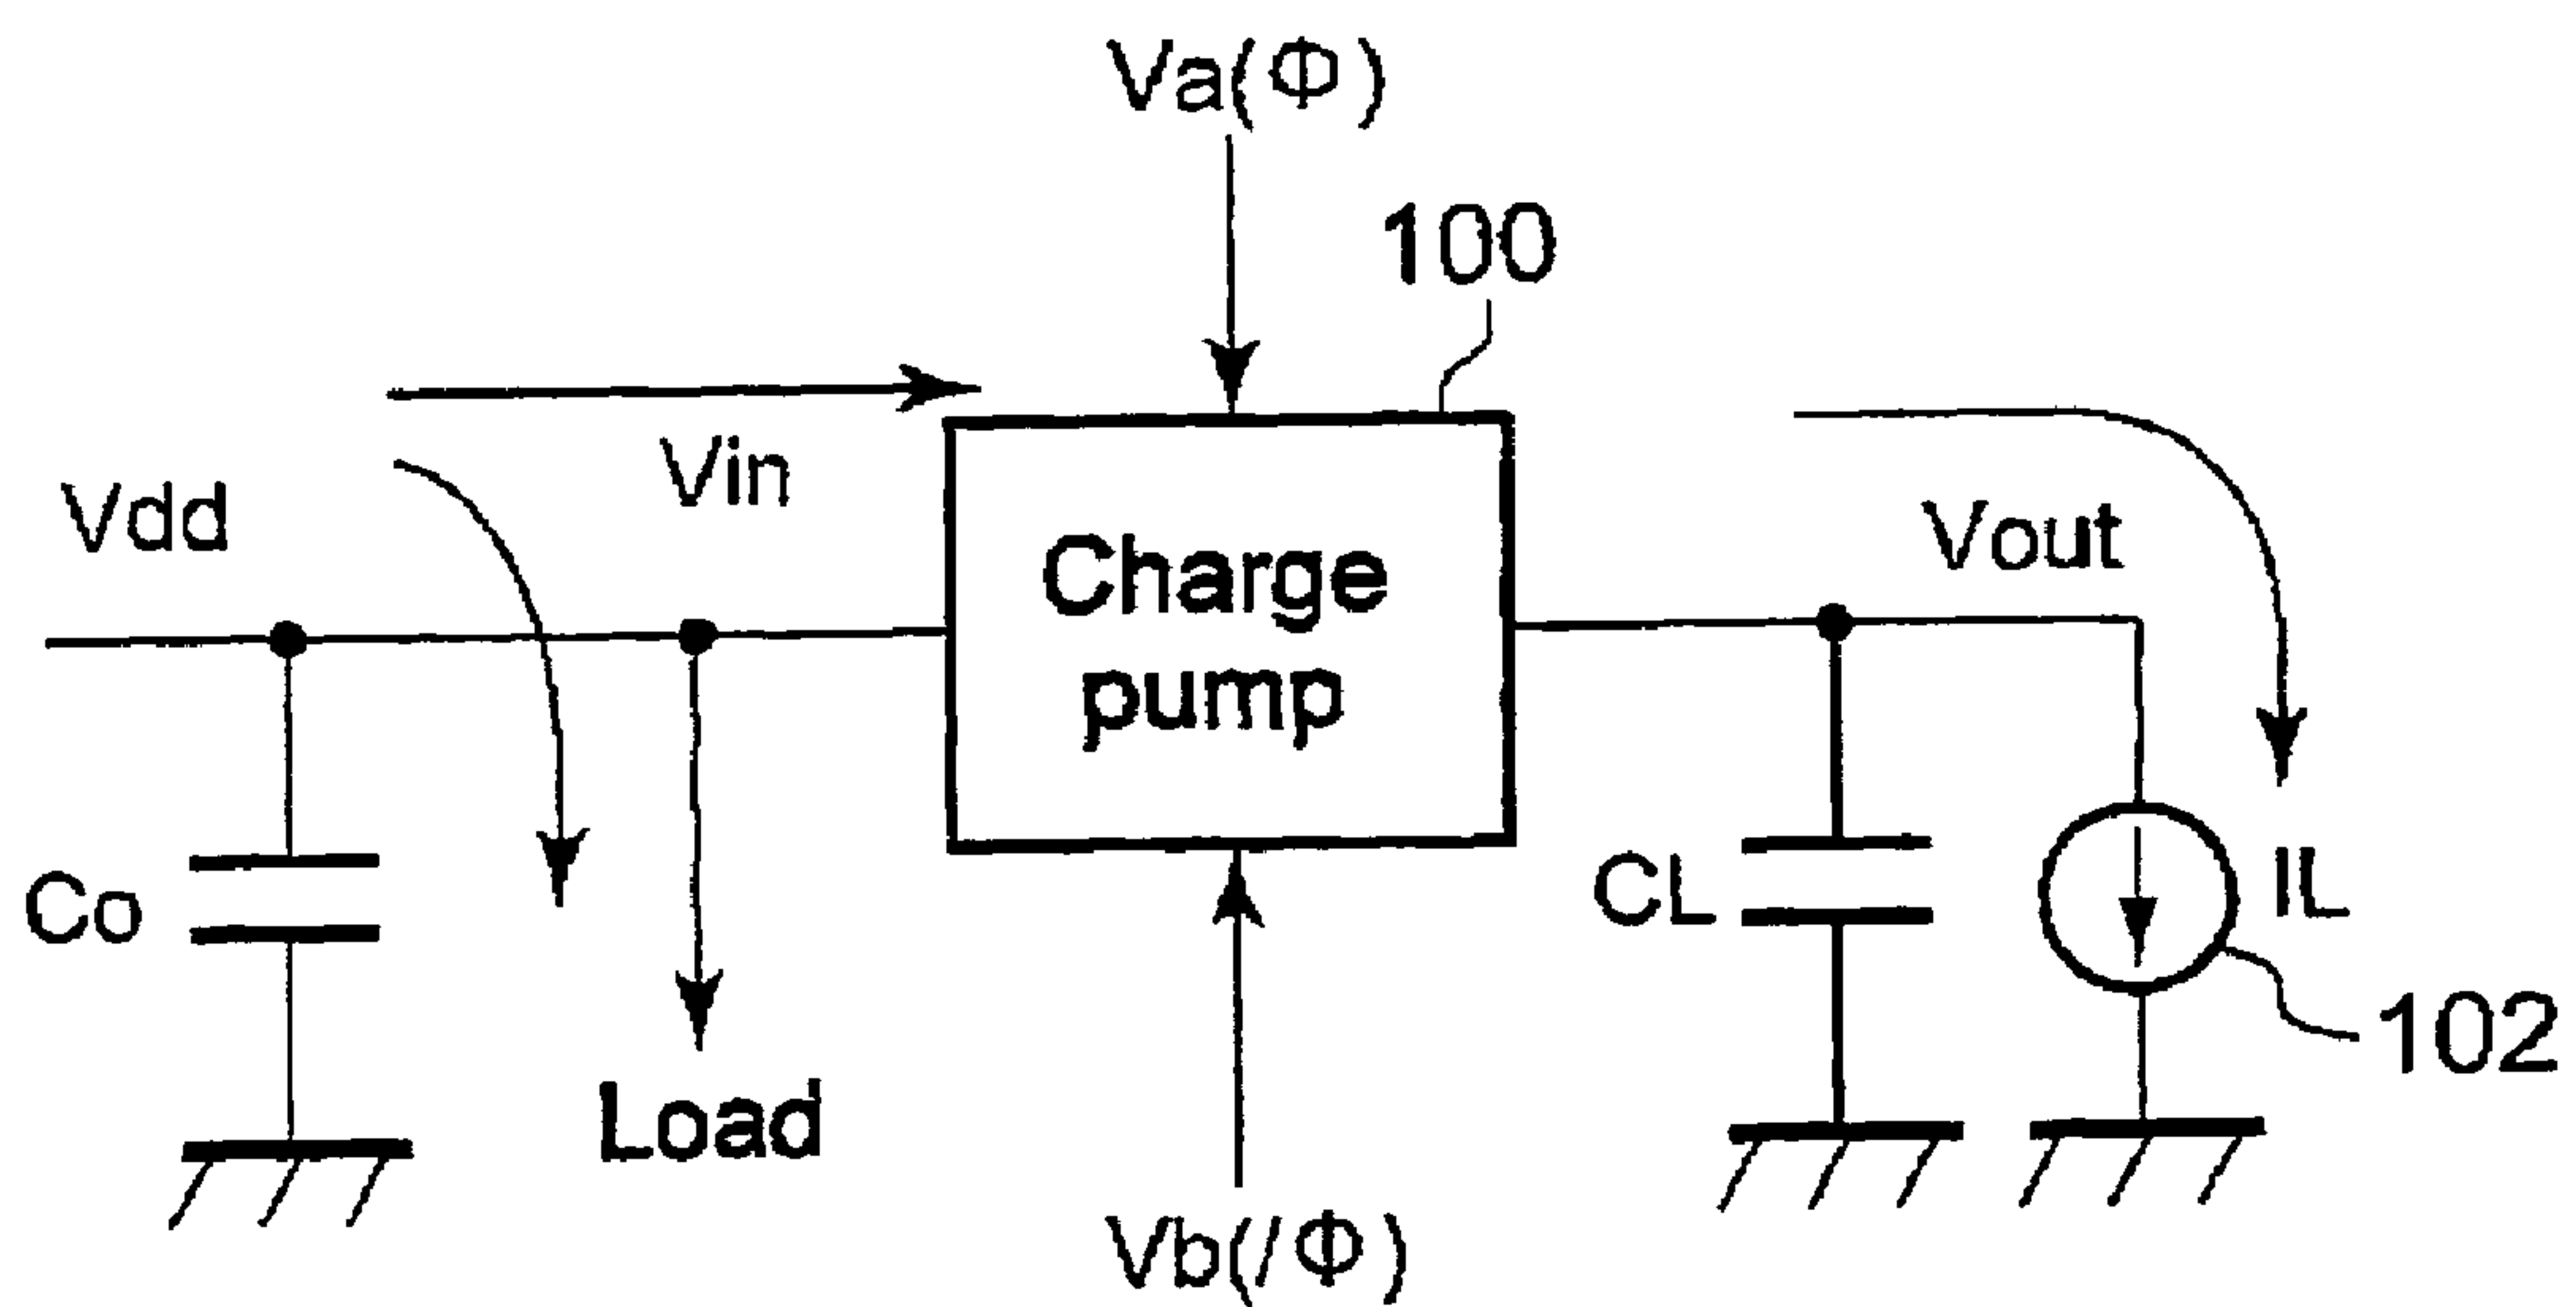 Va(Φ)
100
Vin
Vdd
Vout
Charge
pump
Co
CL
IL
102
Load
Vb(/Φ)